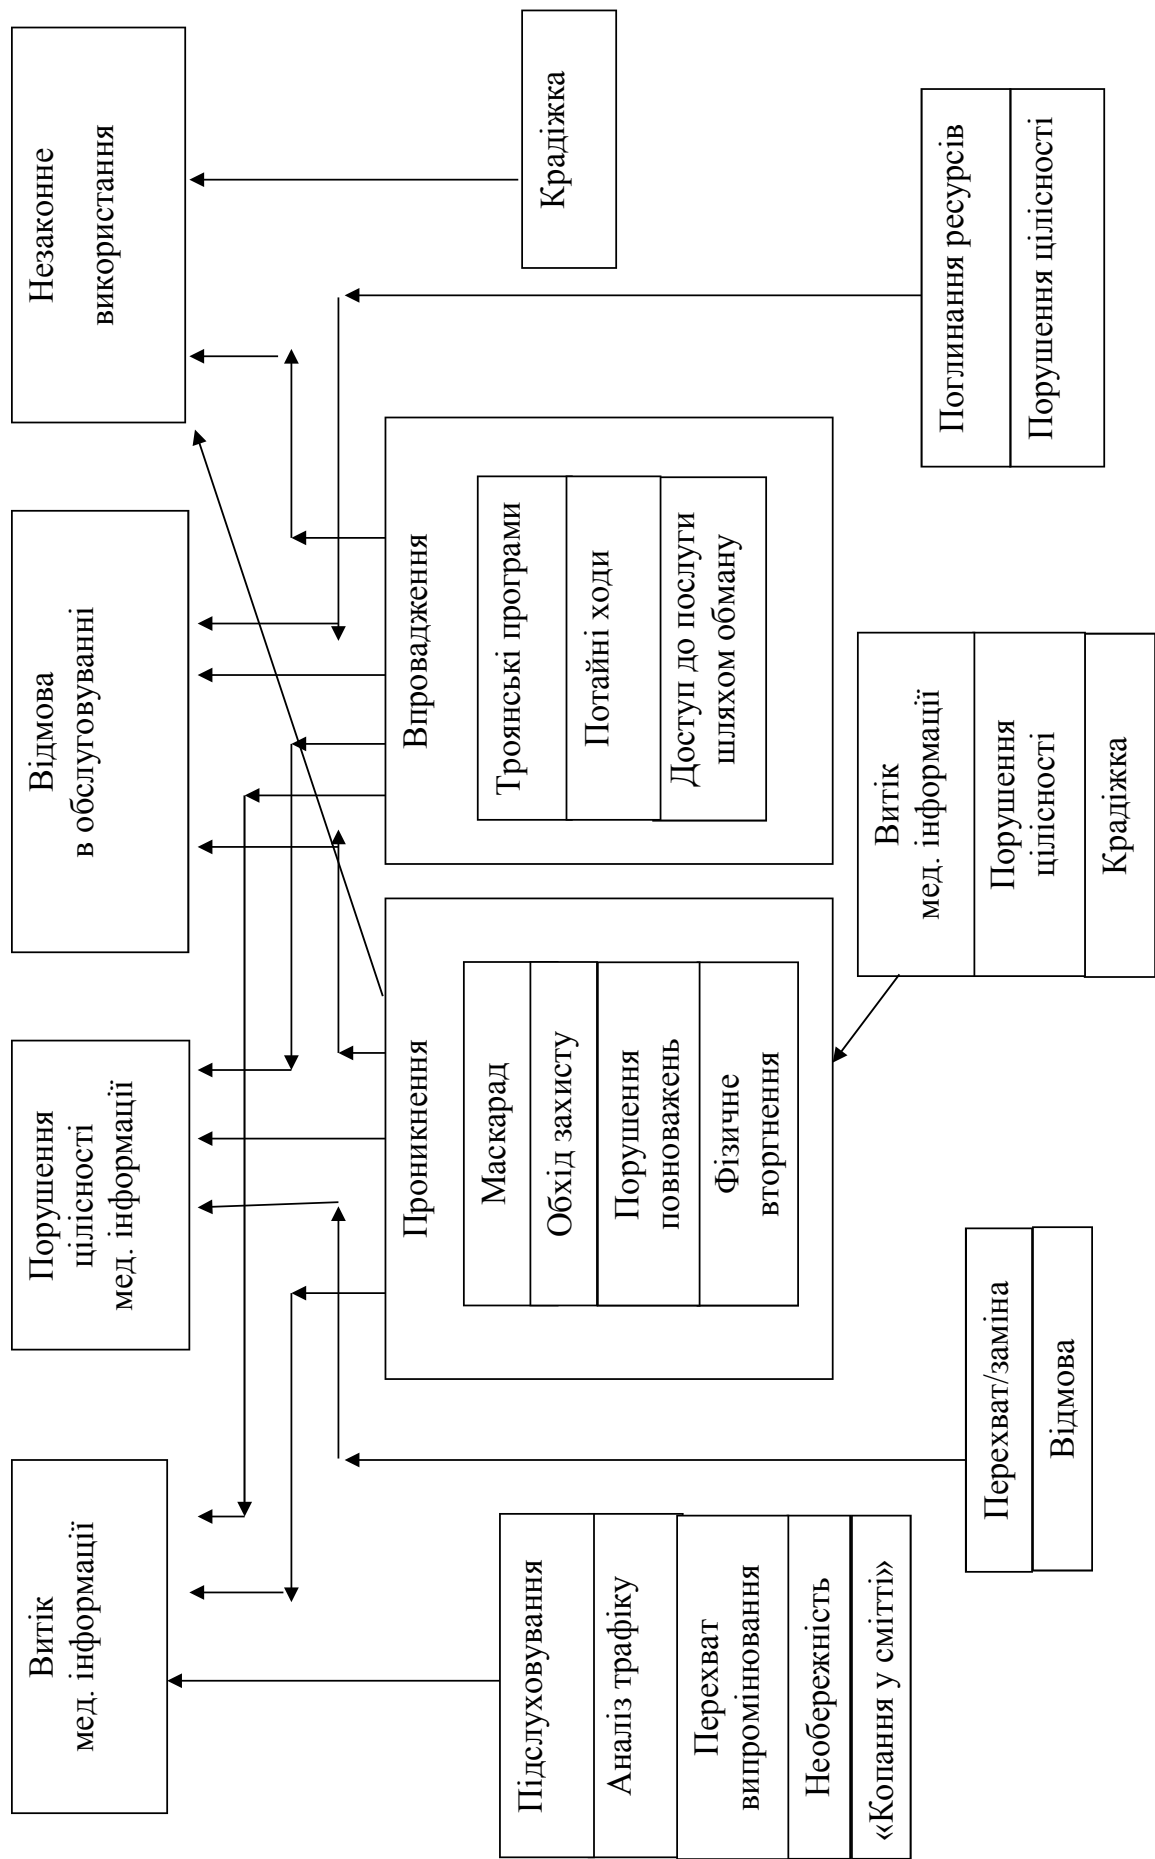 Витік
мед. інформації
Порушення
цілісності
мед. інформації
Відмова
в обслуговуванні
Незаконне
використання
Підслуховування
Аналіз трафіку
Перехват
випромінювання
Необережність
«Копання у смітті»
Перехват/заміна
Відмова
Проникнення
Маскарад
Обхід захисту
Порушення
повноважень
Фізичне
вторгнення
Впровадження
Троянські програми
Потайні ходи
Доступ до послуги
шляхом обману
Витік
мед. інформації
Порушення
цілісності
Крадіжка
Крадіжка
Поглинання ресурсів
Порушення цілісності